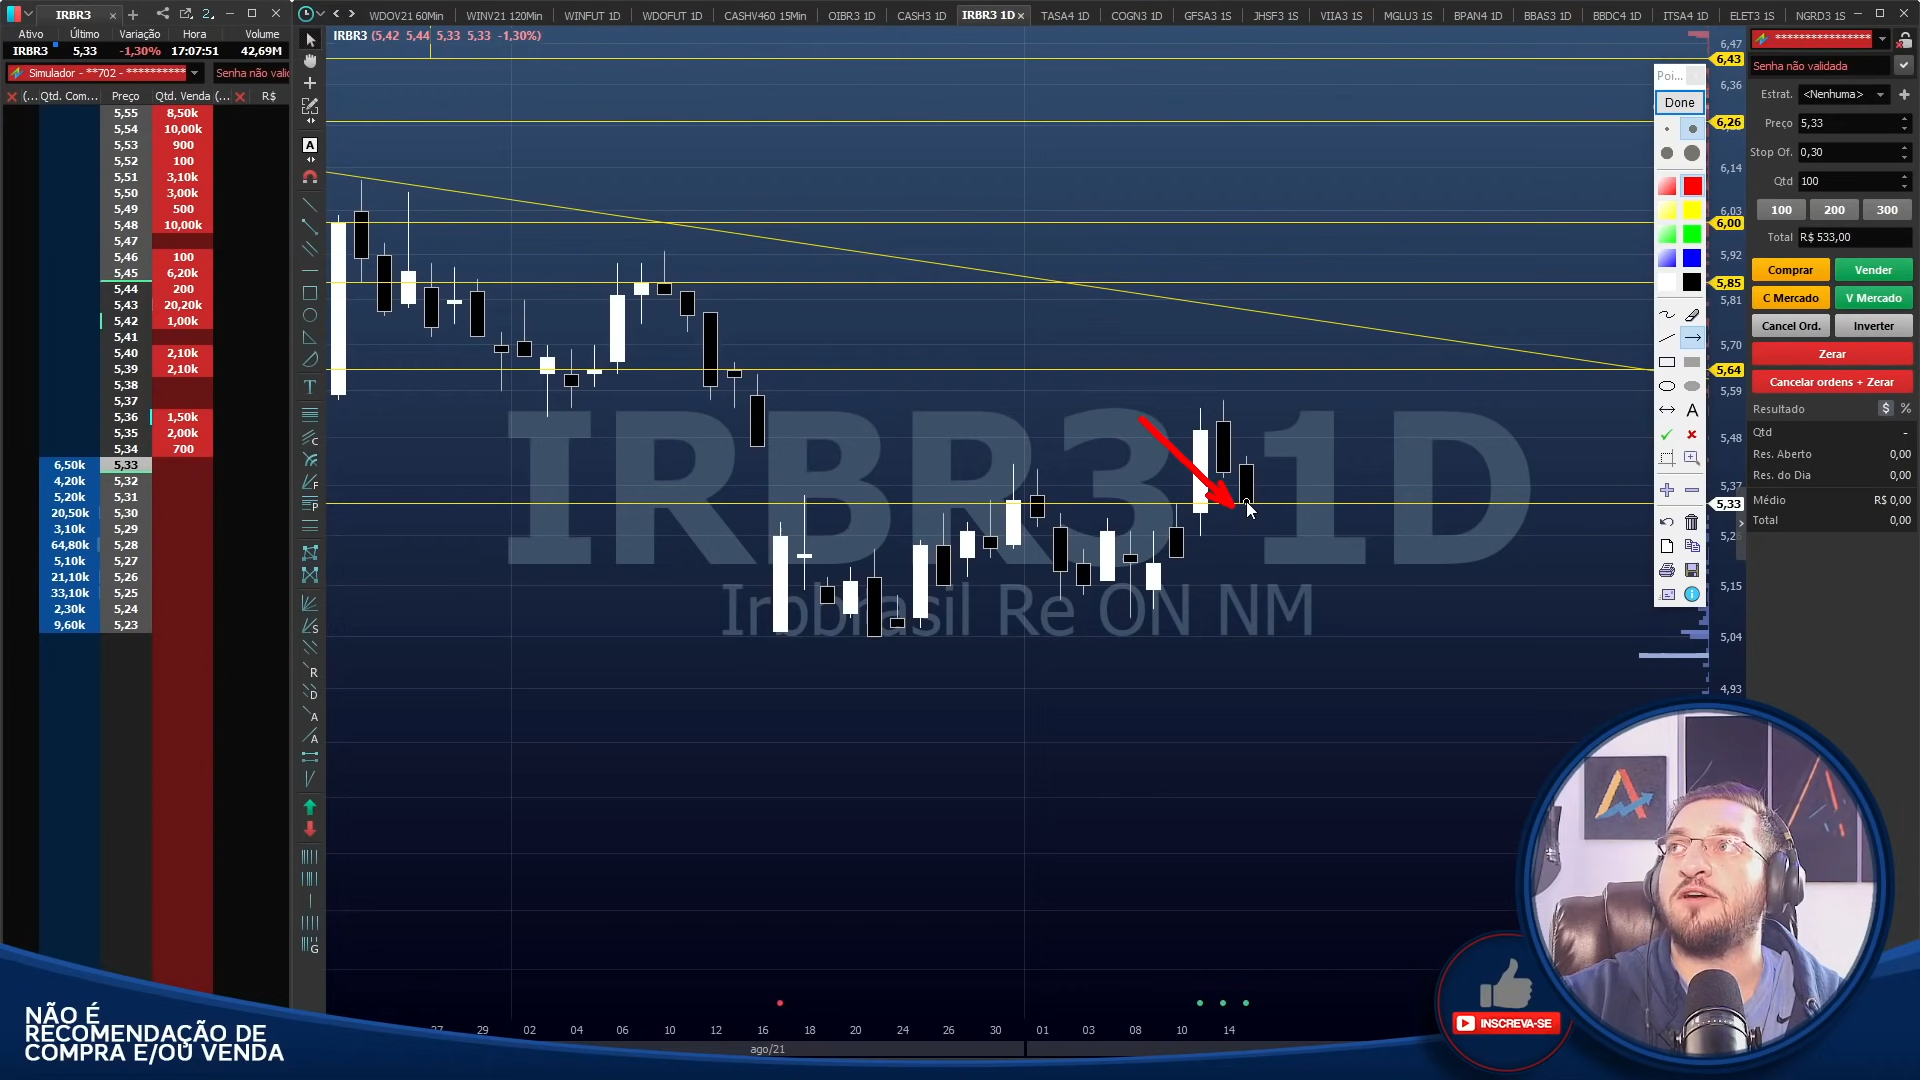 IRBR3
WDOV21 60Min
WINV21 120Min
WINFUT 1D
WDOFUT 1D
CASHV460 15Min
OIBR3 1D
CASH3 1D
IRBR3 1D
TASA4 1D
COGN3 1D
GFSA3 1S
JHSF3 1S
VIIA3 1S
MGLU3 1S
BPAN4 1D
BBAS3 1D
BBDC4 1D
ITSA4 1D
ELET3 1S
NGRD3 1S
Ativo Último Variação Hora Volume
IRBR3 5,33 -1,30% 17:07:51 42,69M
Simulador - **702 - **********
Senha não valid
(... Qtd. Com... Preço Qtd. Venda (... R$
5,55 8,50k
5,54 10,00k
5,53 900
5,52 100
5,51 3,10k
5,50 3,00k
5,49 500
5,48 10,00k
5,47
5,46 100
5,45 6,20k
5,44 200
5,43 20,20k
5,42 1,00k
5,41
5,40 2,10k
5,39 2,10k
5,38
5,37
5,36 1,50k
5,35 2,00k
5,34 700
6,50k 5,33
4,20k 5,32
5,20k 5,31
20,50k 5,30
3,10k 5,29
64,80k 5,28
5,10k 5,27
21,10k 5,26
33,10k 5,25
2,30k 5,24
9,60k 5,23
IRBR3 (5,42 5,44 5,33 5,33 -1,30%)
IRBR3 1D
Irbbrasil Re ON NM
6,47
6,43
6,36
6,26
6,14
6,03
6,00
5,92
5,85
5,81
5,70
5,64
5,59
5,48
5,37
5,33
5,15
5,04
4,93
Poi...
Done
27 29 02 04 06 10 12 16 18 20 24 26 30 01 03 08 10 14
ago/21
*****************
Senha não validada
Estrat. <Nenhuma>
Preço 5,33
Stop Of. 0,30
Qtd 100
100 200 300
Total R$ 533,00
Comprar Vender
C Mercado V Mercado
Cancel Ord. Inverter
Zerar
Cancelar ordens + Zerar
Resultado $ %
Qtd -
Res. Aberto 0,00
Res. do Dia 0,00
Médio R$ 0,00
Total 0,00
NÃO É
RECOMENDAÇÃO DE
COMPRA E/OU VENDA
INSCREVA-SE